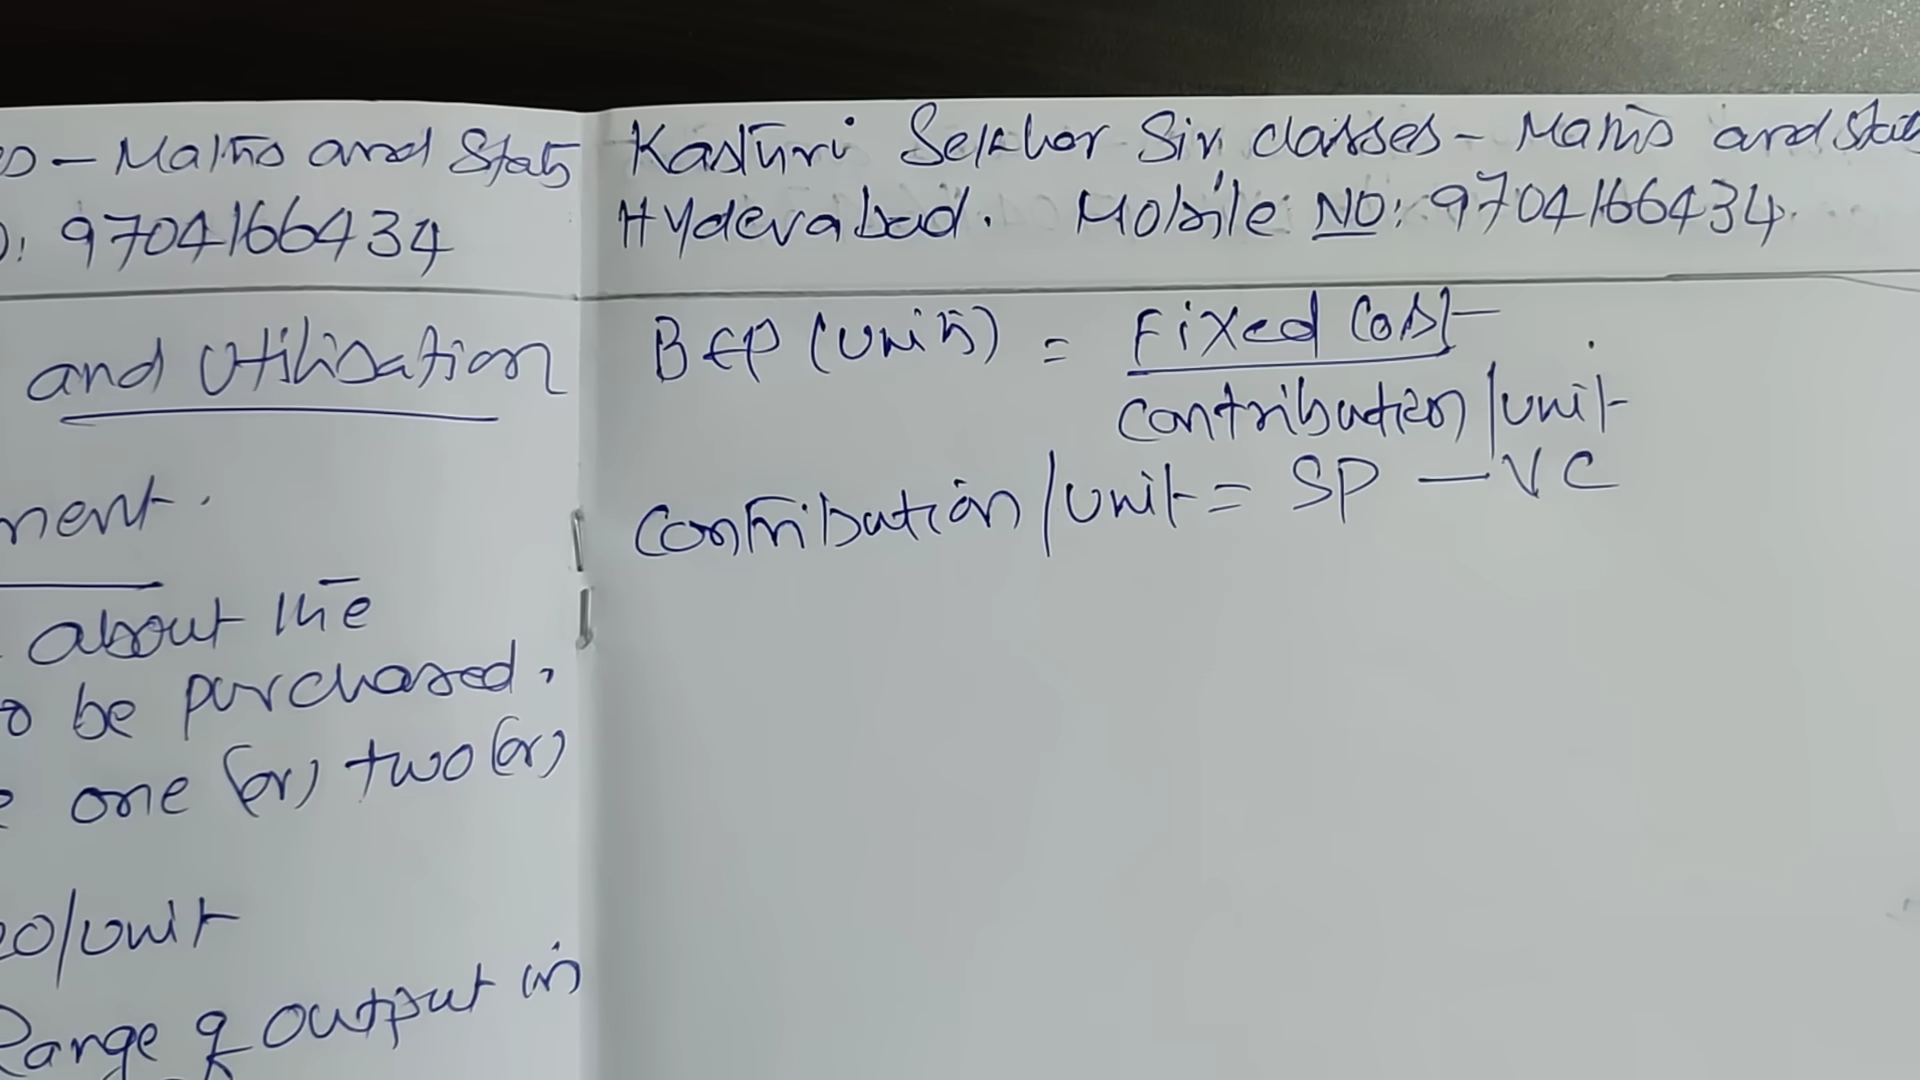 - Maths and Stats
: 9704166434
and Utilisation
ment.
about the
to be purchased.
one (or) two (or)
0/unit
Range of output in
Kasturi Sekhar Sir classes - Maths and Stats
Hyderabad. Mobile NO: 9704166434.
BEP (units) = Fixed Cost
contribution/unit
contribution/unit = SP - VC